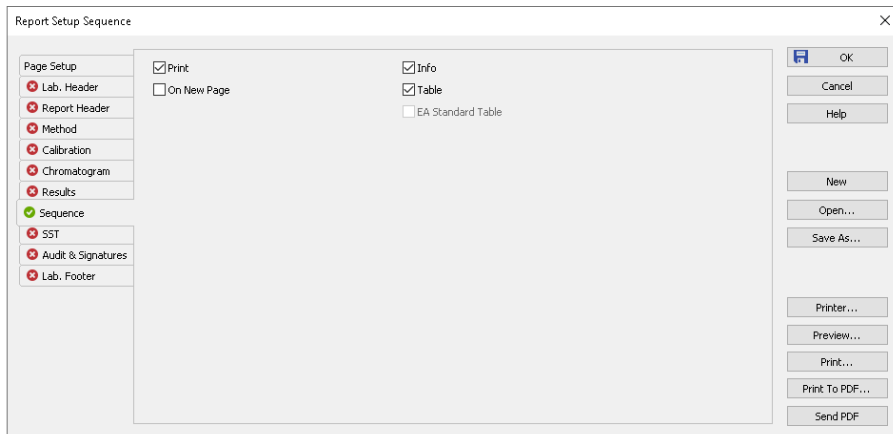 Report Setup Sequence
Page Setup
Lab. Header
Report Header
Method
Calibration
Chromatogram
Results
Sequence
SST
Audit & Signatures
Lab. Footer
Print
On New Page
Info
Table
EA Standard Table
OK
Cancel
Help
New
Open...
Save As...
Printer...
Preview...
Print...
Print To PDF...
Send PDF